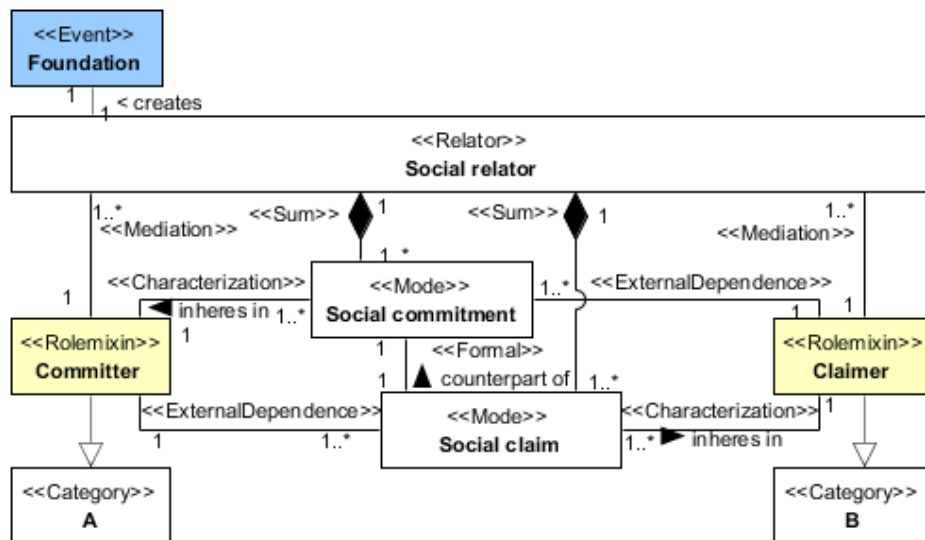 <<Event>>
Foundation
1
1
< creates
<<Relator>>
Social relator
1..*
<<Mediation>>
<<Sum>>
1
<<Sum>>
1
1..*
<<Mediation>>
1..*
<<Characterization>>
inheres in
1..*
1
1
<<Mode>>
Social commitment
1..*
<<ExternalDependence>>
1
1
<<Rolemixin>>
Committer
1
<<Formal>>
counterpart of
1
1..*
<<Rolemixin>>
Claimer
<<ExternalDependence>>
1
1..*
<<Mode>>
Social claim
<<Characterization>>
1
1..*
inheres in
<<Category>>
A
<<Category>>
B